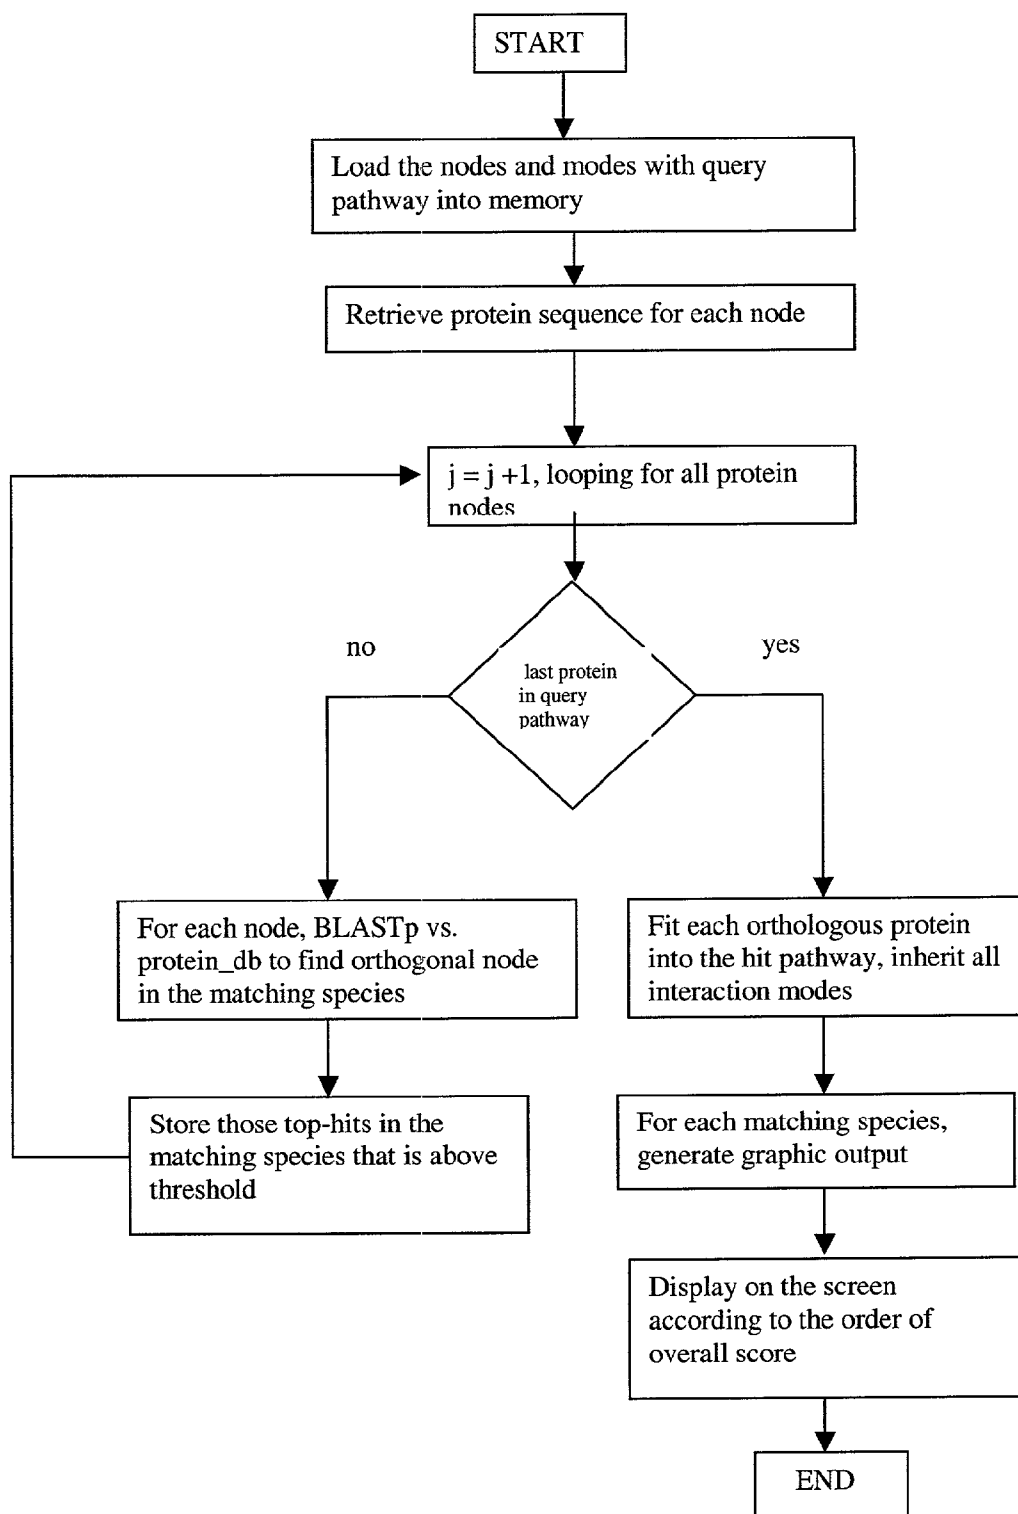 START
Load the nodes and modes with query
pathway into memory
Retrieve protein sequence for each node
j = j +1, looping for all protein
nodes
no
yes
last protein
in query
pathway
For each node, BLASTp vs.
protein_db to find orthogonal node
in the matching species
Fit each orthologous protein
into the hit pathway, inherit all
interaction modes
Store those top-hits in the
matching species that is above
threshold
For each matching species,
generate graphic output
Display on the screen
according to the order of
overall score
END